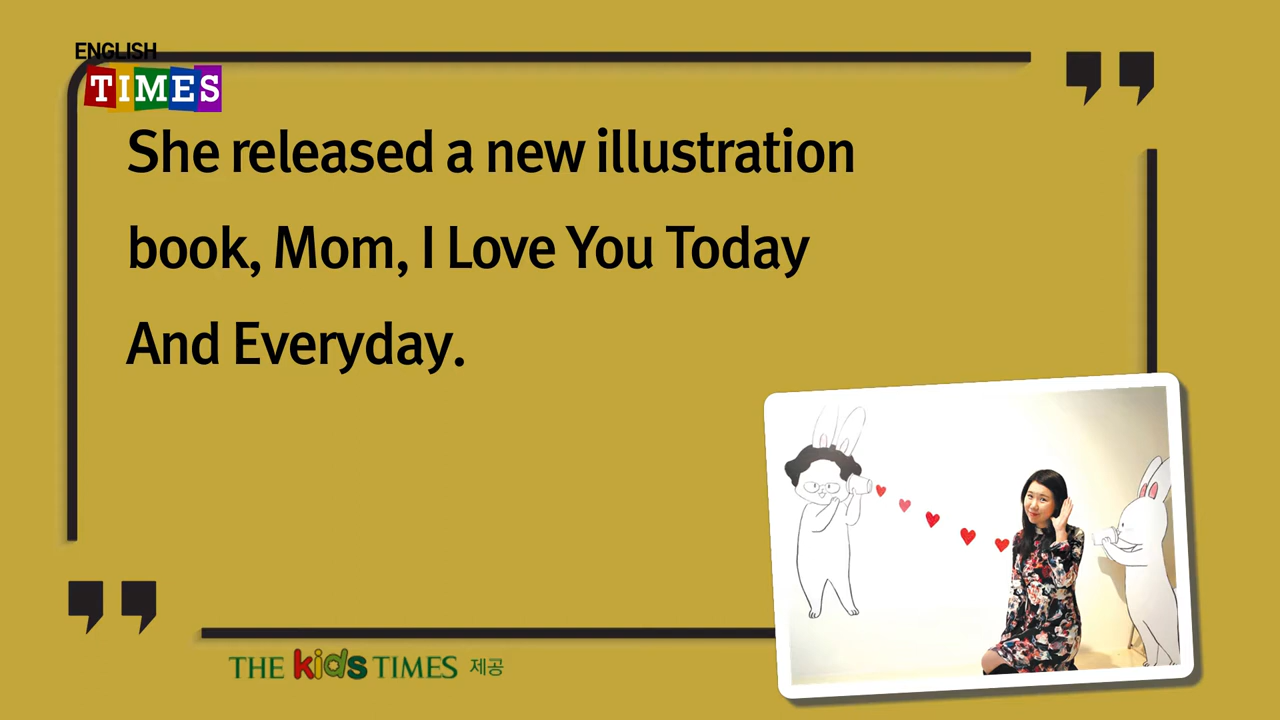 ENGLISH
TIMES
She released a new illustration
book, Mom, I Love You Today
And Everyday.
THE kids TIMES 제공